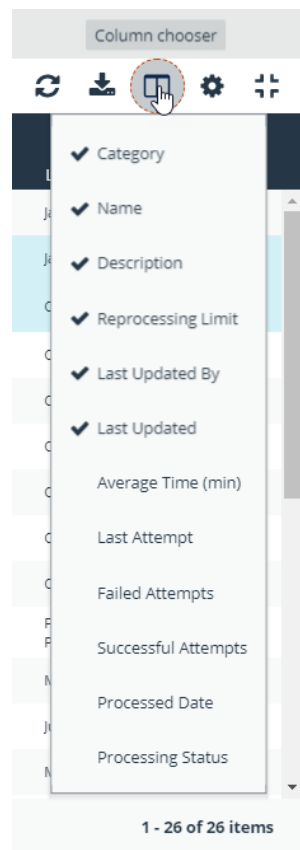 Column chooser
Category
Name
Description
Reprocessing Limit
Last Updated By
Last Updated
Average Time (min)
Last Attempt
Failed Attempts
Successful Attempts
Processed Date
Processing Status
1 - 26 of 26 items